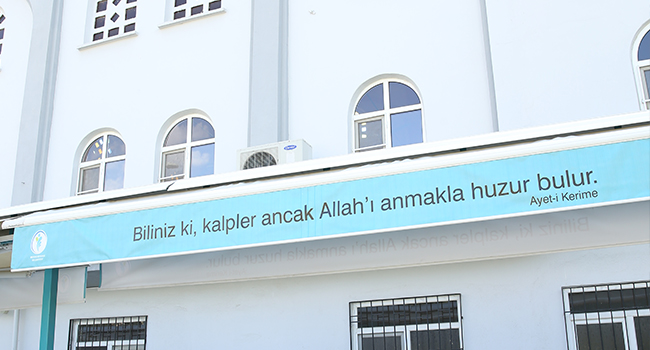 Biliniz ki, kalpler ancak Allah'ı anmakla huzur bulur.
Ayet-i Kerime